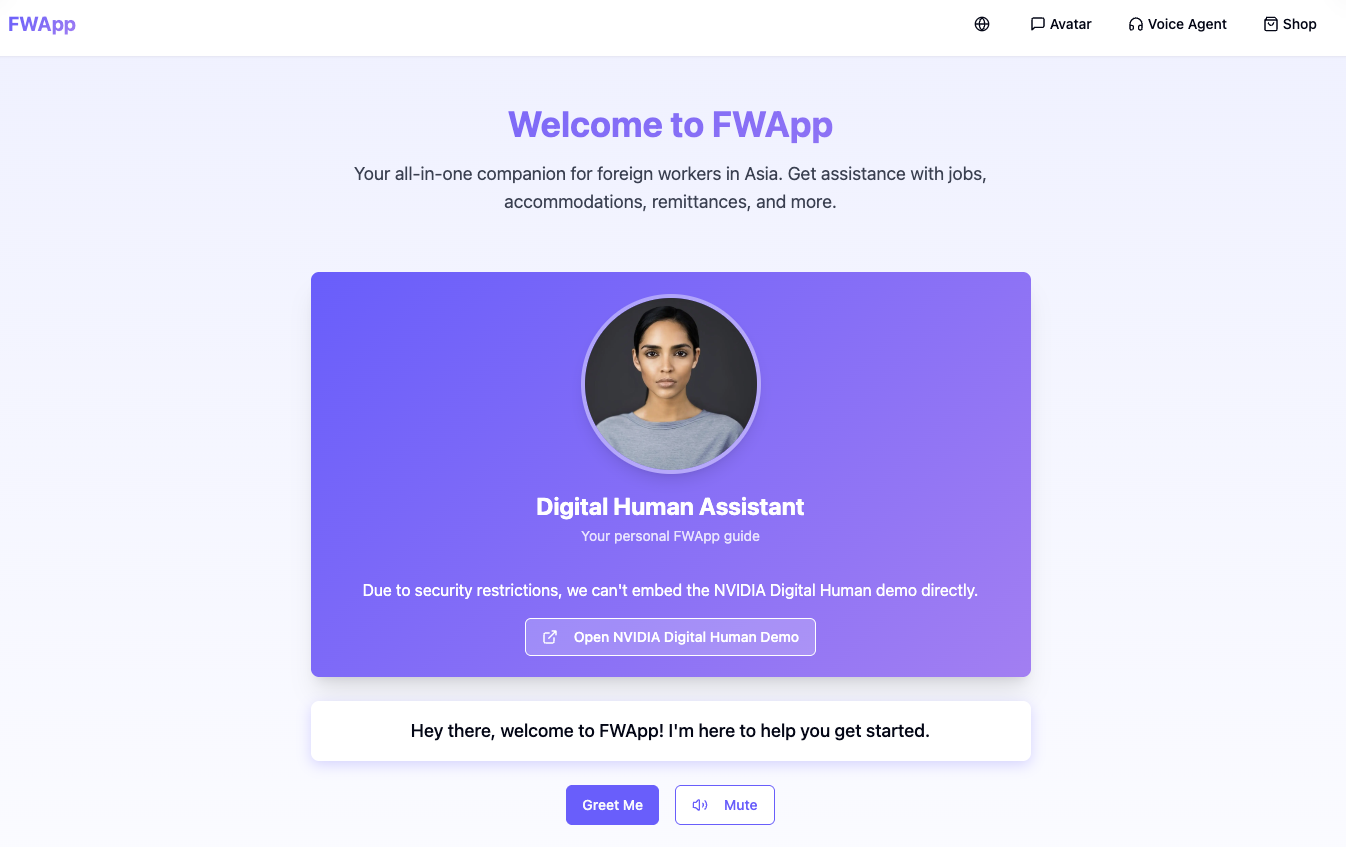 FWApp
Avatar
Voice Agent
Shop
Welcome to FWApp
Your all-in-one companion for foreign workers in Asia. Get assistance with jobs,
accommodations, remittances, and more.
Digital Human Assistant
Your personal FWApp guide
Due to security restrictions, we can't embed the NVIDIA Digital Human demo directly.
Open NVIDIA Digital Human Demo
Hey there, welcome to FWApp! I'm here to help you get started.
Greet Me
Mute